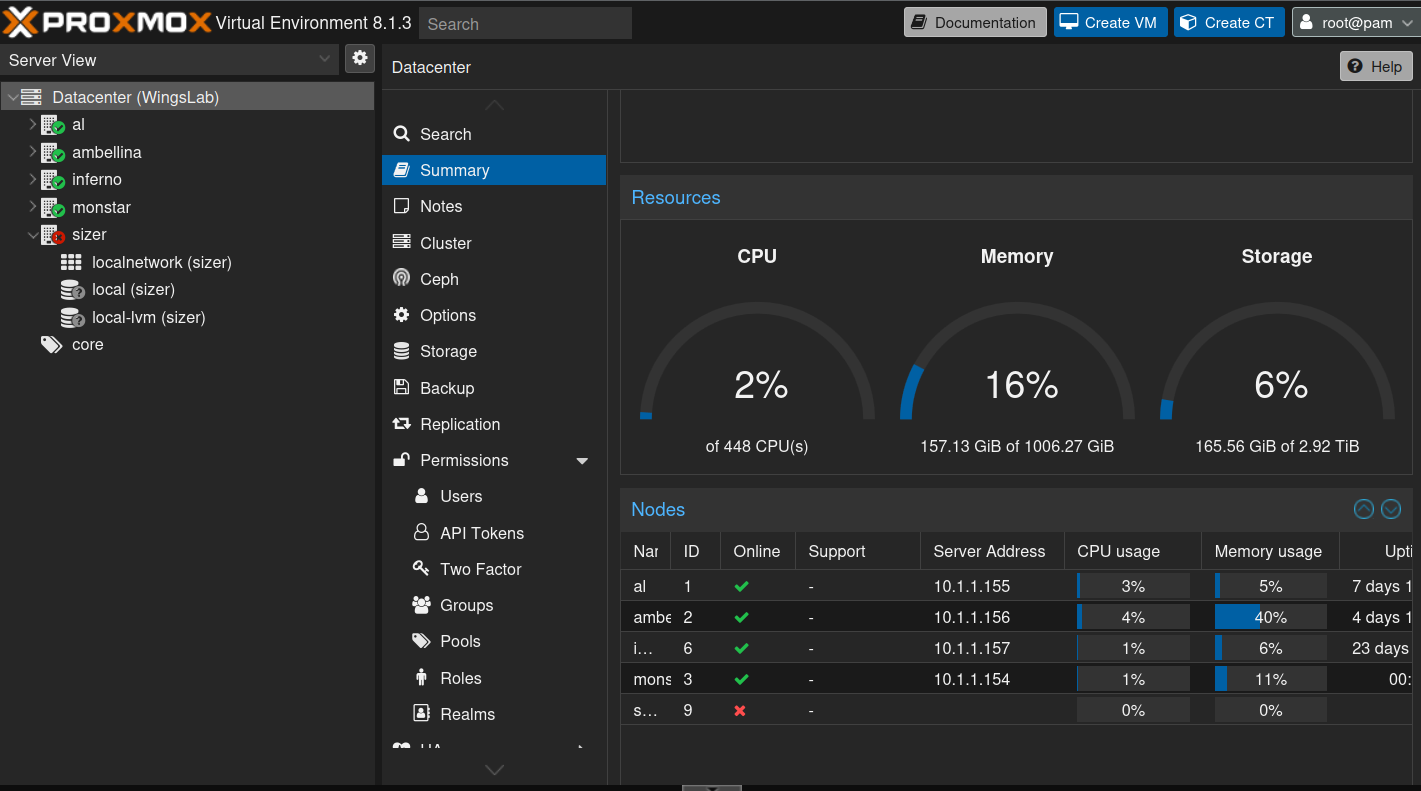 PROXMOX Virtual Environment 8.1.3
Search
Documentation
Create VM
Create CT
root@pam
Server View
Datacenter (WingsLab)
al
ambellina
inferno
monstar
sizer
localnetwork (sizer)
local (sizer)
local-lvm (sizer)
core
Datacenter
Help
Search
Summary
Notes
Cluster
Ceph
Options
Storage
Backup
Replication
Permissions
Users
API Tokens
Two Factor
Groups
Pools
Roles
Realms
HA
Resources
CPU Memory Storage
2% 16% 6%
of 448 CPU(s) 157.13 GiB of 1006.27 GiB 165.56 GiB of 2.92 TiB
Nodes
Nar ID Online Support Server Address CPU usage Memory usage Upti
al 1 - 10.1.1.155 3% 5% 7 days 1
ambe 2 - 10.1.1.156 4% 40% 4 days 1
i... 6 - 10.1.1.157 1% 6% 23 days
mons 3 - 10.1.1.154 1% 11% 00:
s... 9 - 0% 0%